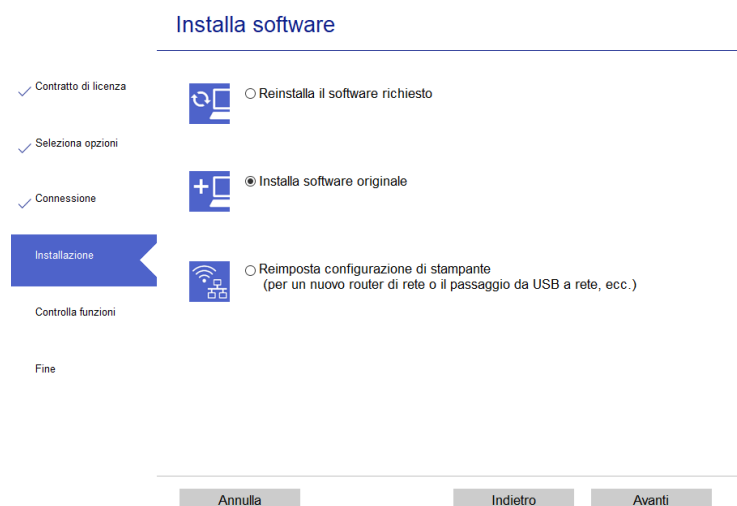 Installa software
Contratto di licenza
Seleziona opzioni
Connessione
Installazione
Controlla funzioni
Fine
Reinstalla il software richiesto
Installa software originale
Reimposta configurazione di stampante
(per un nuovo router di rete o il passaggio da USB a rete, ecc.)
Annulla
Indietro
Avanti